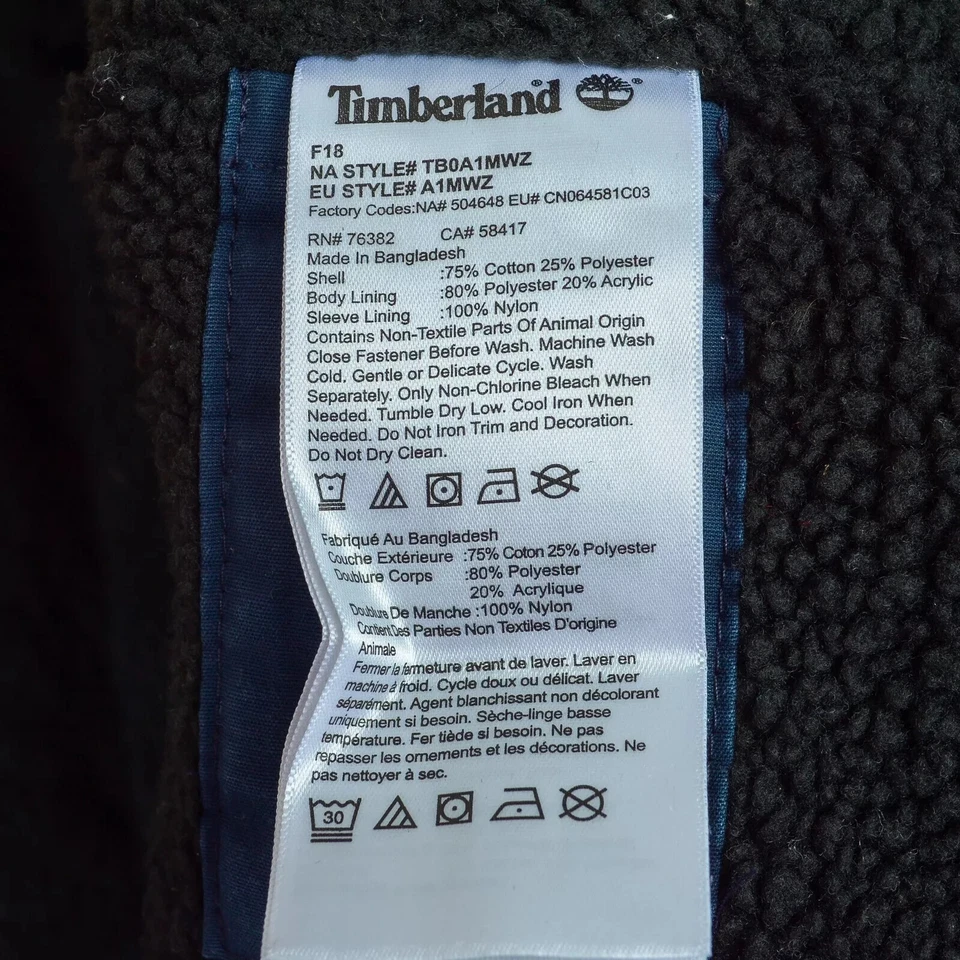 Timberland® ®
F18
NA STYLE# TB0A1MWZ
EU STYLE# A1MWZ
Factory Codes:NA# 504648 EU# CN064581C03
RN# 76382 CA# 58417
Made In Bangladesh
Shell :75% Cotton 25% Polyester
Body Lining :80% Polyester 20% Acrylic
Sleeve Lining :100% Nylon
Contains Non-Textile Parts Of Animal Origin
Close Fastener Before Wash. Machine Wash
Cold. Gentle or Delicate Cycle. Wash
Separately. Only Non-Chlorine Bleach When
Needed. Tumble Dry Low. Cool Iron When
Needed. Do Not Iron Trim and Decoration.
Do Not Dry Clean.
Fabriqué Au Bangladesh
Couche Extérieure :75% Coton 25% Polyester
Doublure Corps :80% Polyester
20% Acrylique
Doublure De Manche :100% Nylon
Contient Des Parties Non Textiles D'origine
Animale
Fermer la fermeture avant de laver. Laver en
machine à froid. Cycle doux ou délicat. Laver
séparément. Agent blanchissant non décolorant
uniquement si besoin. Sèche-linge basse
température. Fer tiède si besoin. Ne pas
repasser les ornements et les décorations. Ne
pas nettoyer à sec.
30